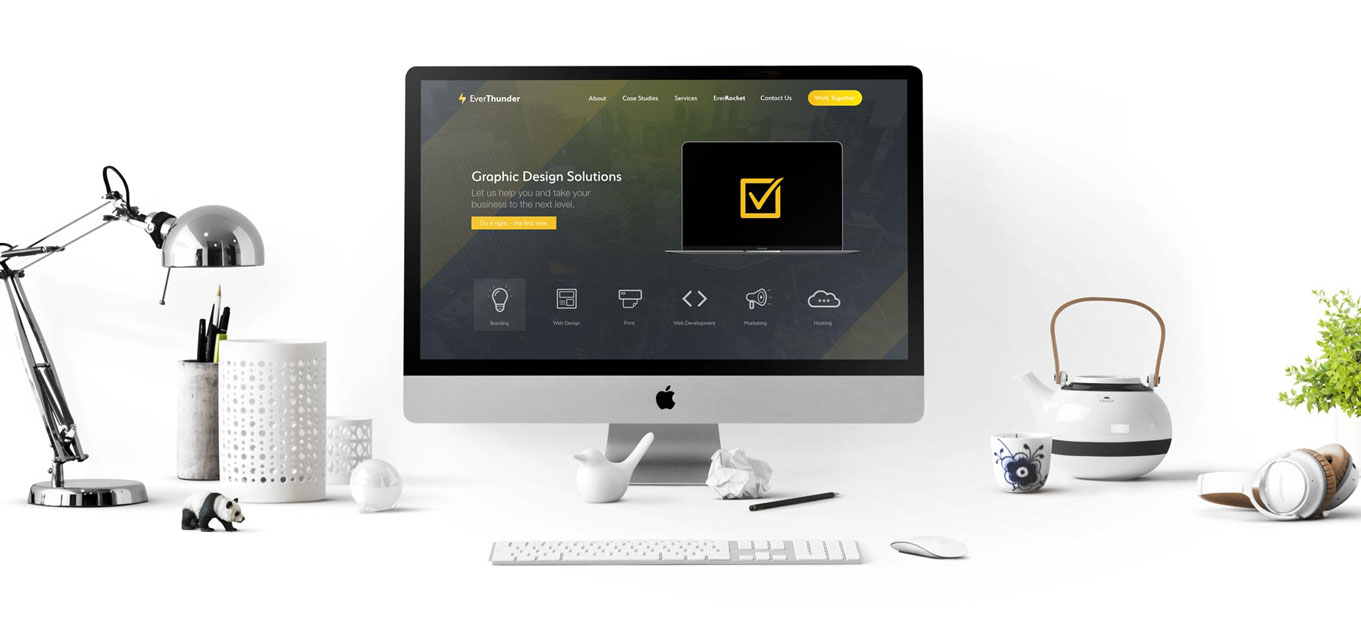 EverThunder
About
Case Studies
Services
EverRocket
Contact Us
Work Together
Graphic Design Solutions
Let us help you and take your
business to the next level.
Do it right – the first time.
Branding
Web Design
Print
Web Development
Marketing
Hosting